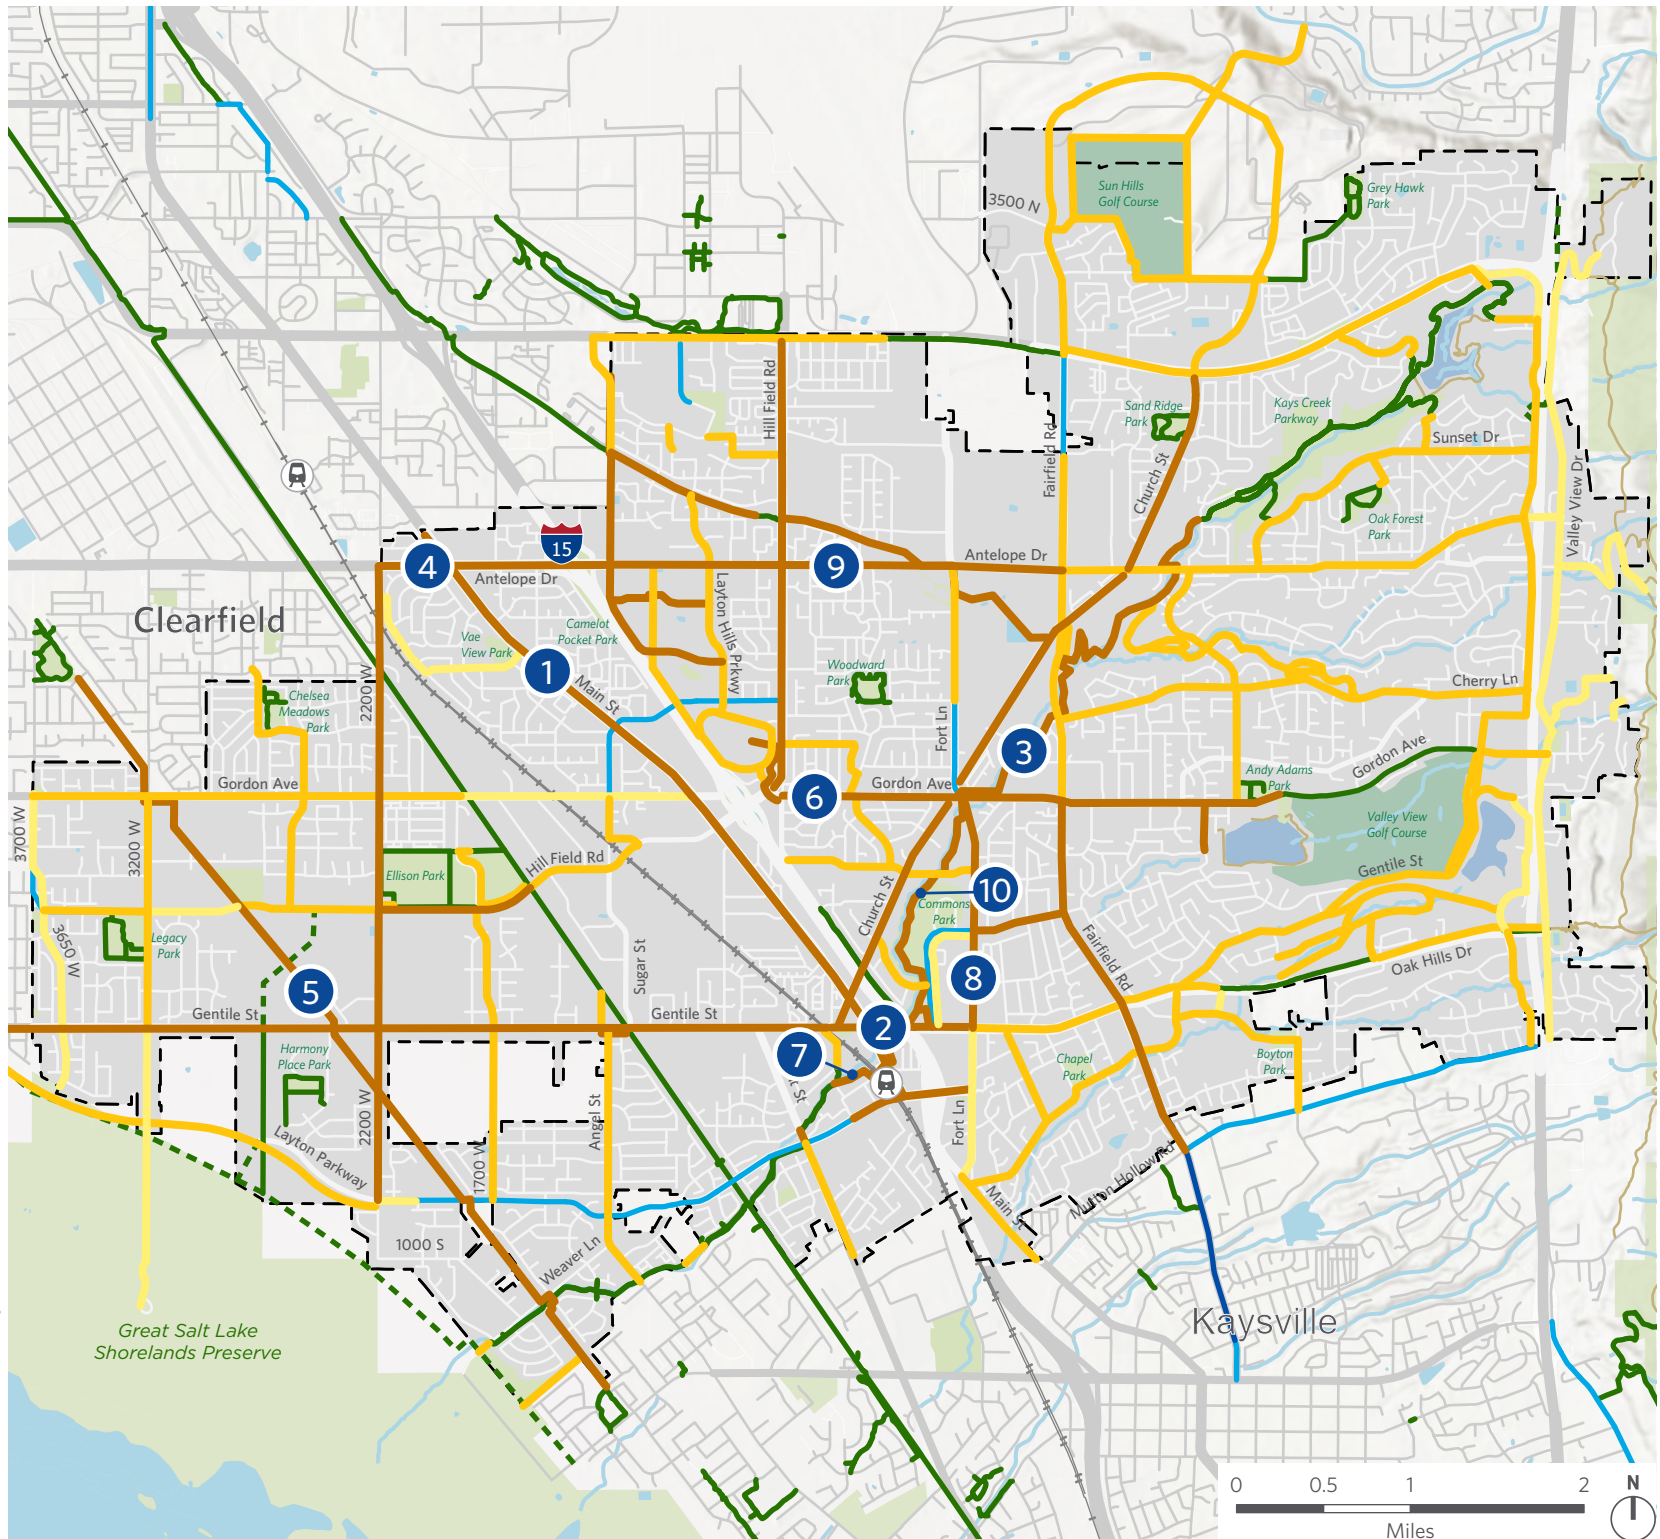 Sun Hills
Golf Course
Grey Hawk
Park
3500 N
Hill Field Rd
Sand Ridge
Park
Kays Creek
Parkway
Fairfield Rd
Church St
Sunset Dr
Valley View Dr
Oak Forest
Park
15
4
Antelope Dr
9
Antelope Dr
Clearfield
Vae
View Park
Camelot
Pocket Park
Layton Hills Prkwy
1
Main St
Woodward
Park
2200 W
Chelsea
Meadows
Park
Cherry Ln
Fort Ln
3
Gordon Ave
6
Gordon Ave
Andy Adams
Park
Gordon Ave
3700 W
3200 W
Valley View
Golf Course
Hill Field Rd
Gentile St
Ellison Park
Church St
10
Commons
Park
3650 W
Legacy
Park
Sugar St
Fairfield Rd
Oak Hills Dr
5
8
Gentile St
Gentile St
2
Harmony
Place Park
7
Chapel
Park
Boyton
Park
St
2200 W
Angel St
Fort Ln
Layton Parkway
1700 W
Mutton Hollow Rd
Main St
1000 S
Weaver Ln
Great Salt Lake
Shorelands Preserve
Kaysville
0 0.5 1 2
Miles
N